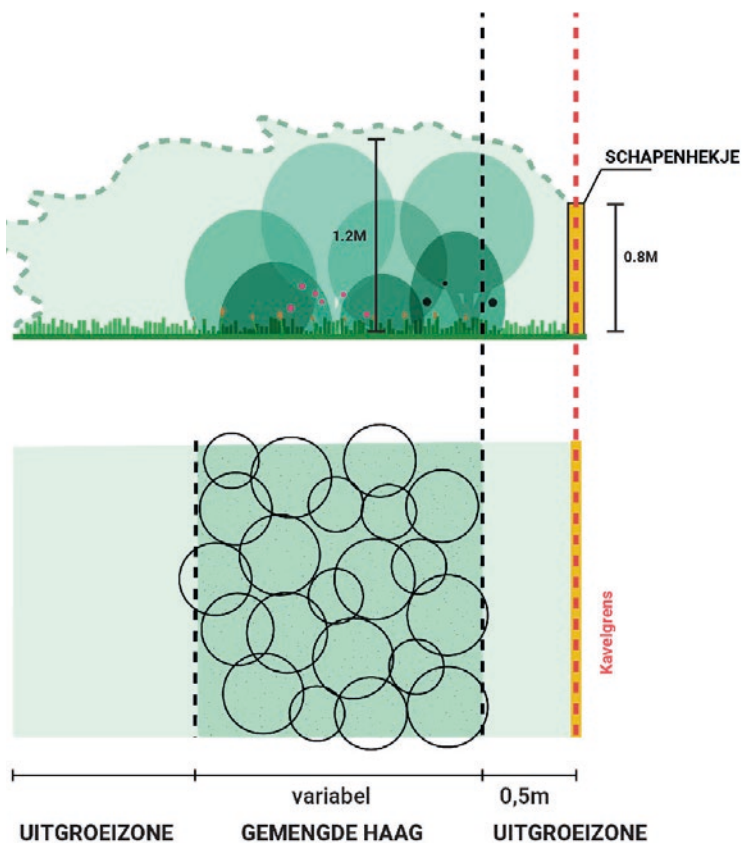 SCHAPENHEKJE
1.2M
0.8M
Kavelgrens
variabel
0,5m
UITGROEIZONE
GEMENGDE HAAG
UITGROEIZONE